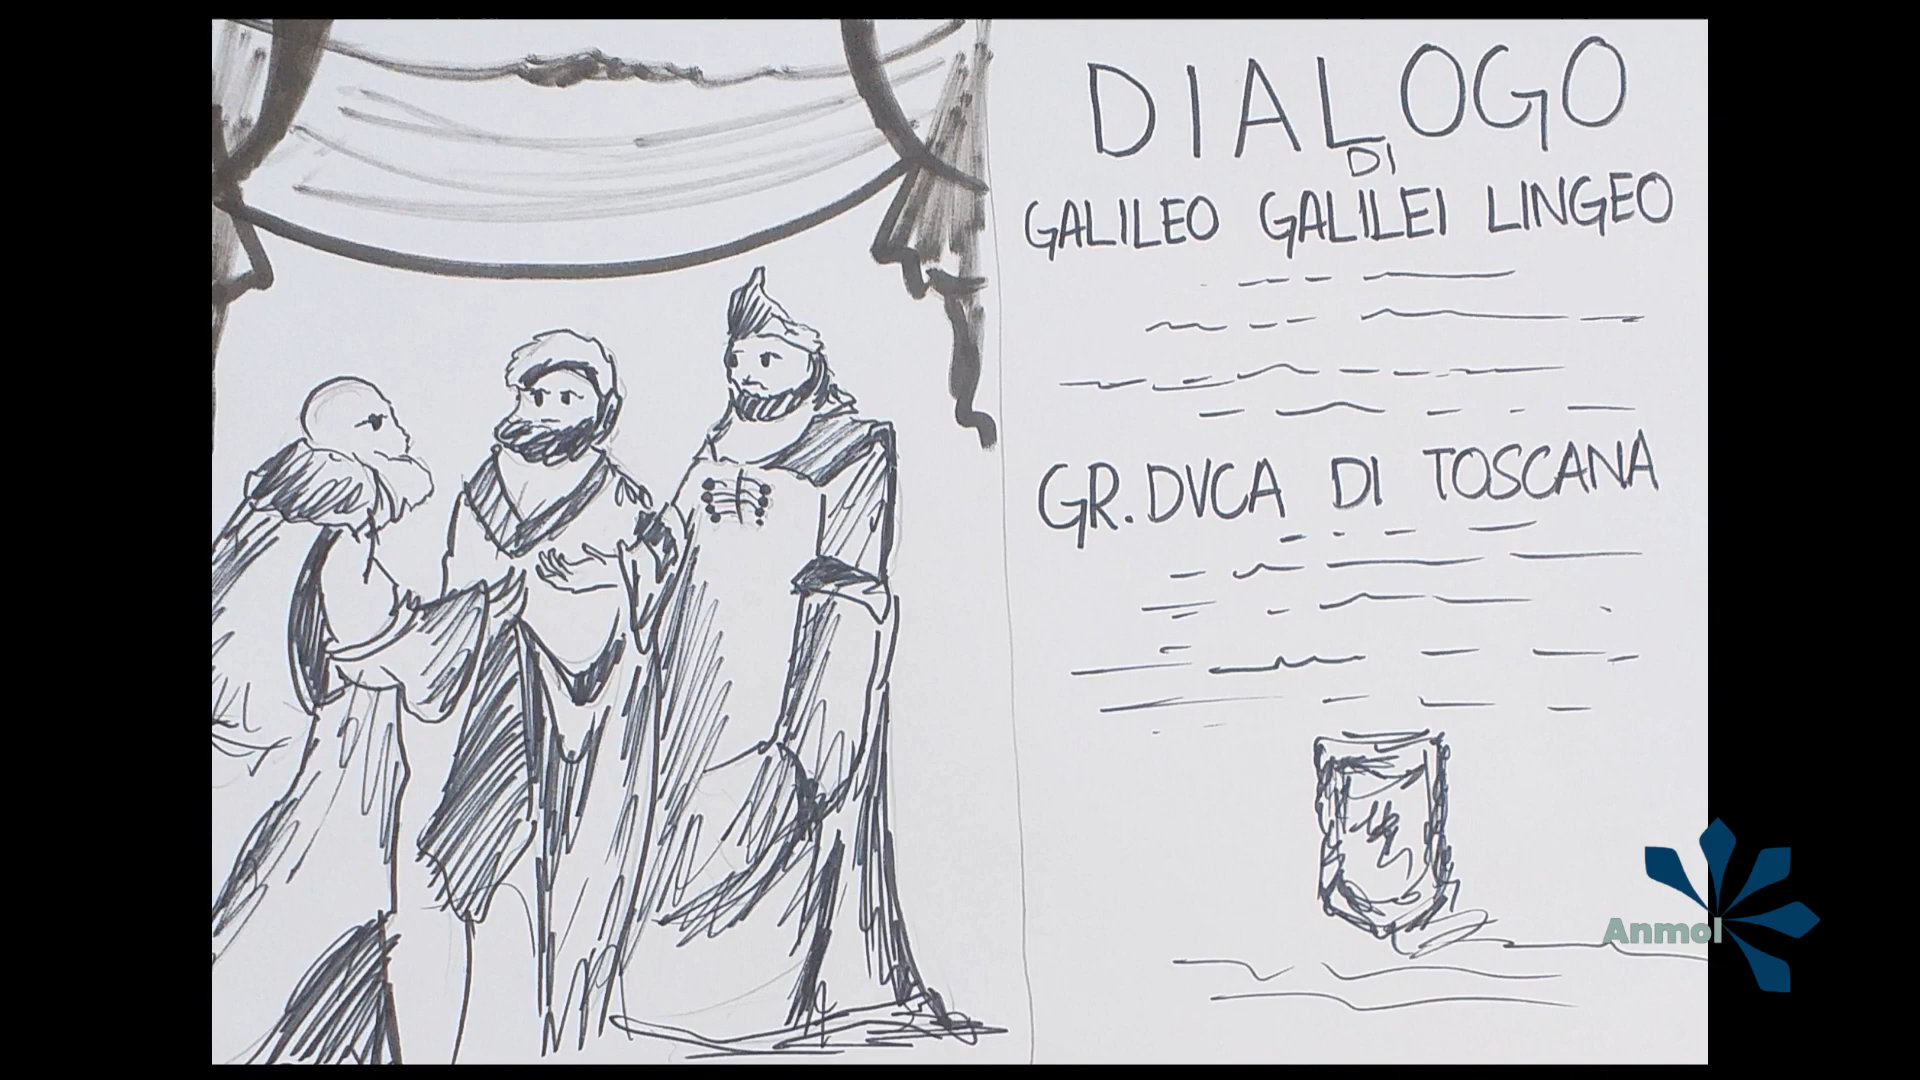 DIALOGO
DI
GALILEO GALILEI LINGEO
GR. DVCA DI TOSCANA
Anmol